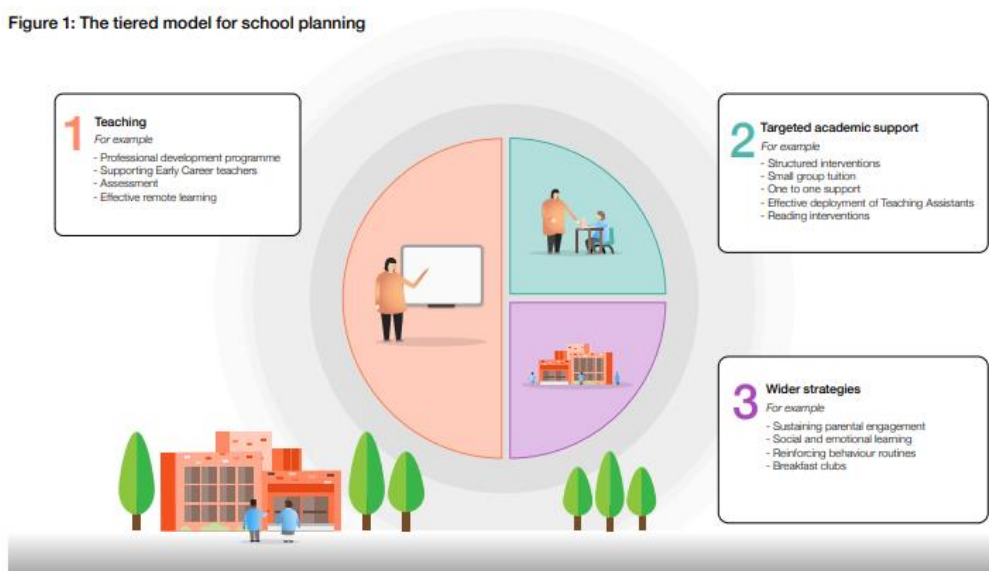 Figure 1: The tiered model for school planning
1
Teaching
For example
- Professional development programme
- Supporting Early Career teachers
- Assessment
- Effective remote learning
2
Targeted academic support
For example
- Structured interventions
- Small group tuition
- One to one support
- Effective deployment of Teaching Assistants
- Reading interventions
3
Wider strategies
For example
- Sustaining parental engagement
- Social and emotional learning
- Reinforcing behaviour routines
- Breakfast clubs